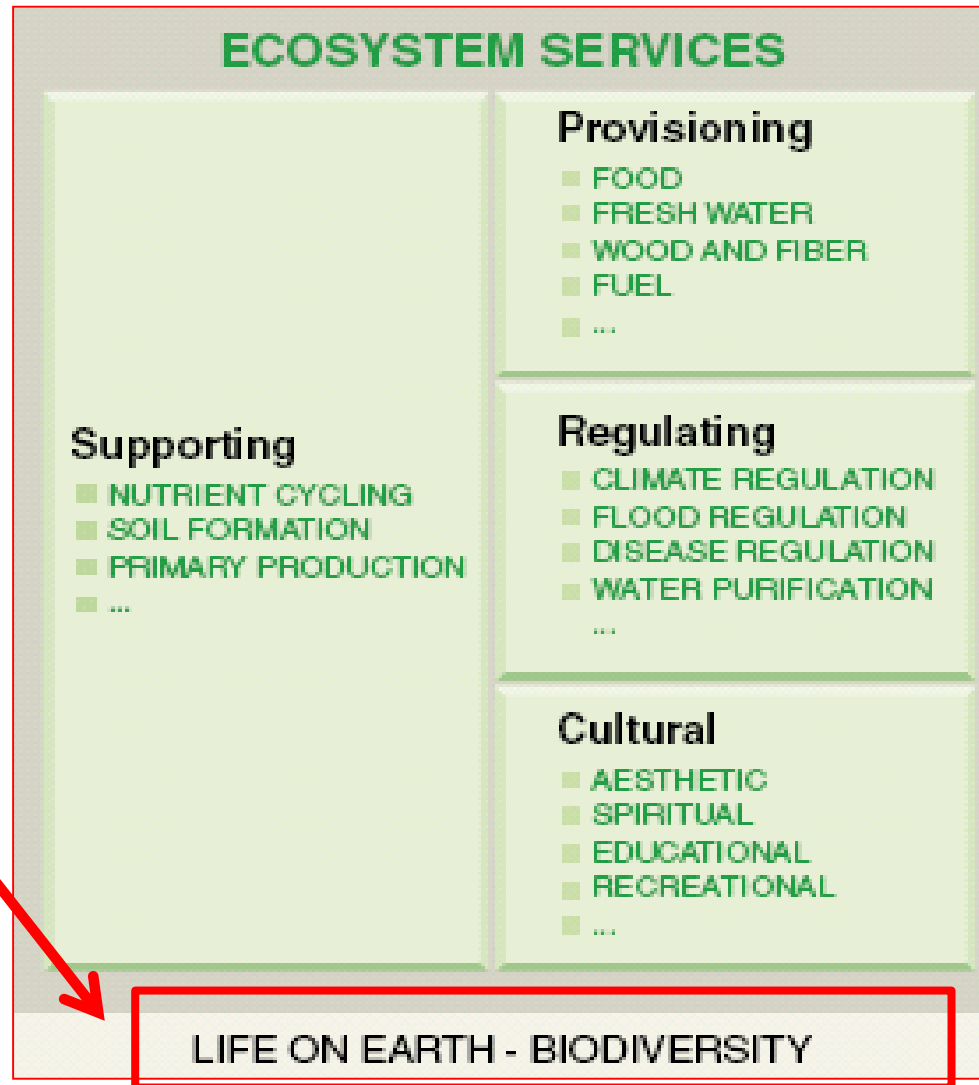 ECOSYSTEM SERVICES
Supporting
NUTRIENT CYCLING
SOIL FORMATION
PRIMARY PRODUCTION
...
Provisioning
FOOD
FRESH WATER
WOOD AND FIBER
FUEL
...
Regulating
CLIMATE REGULATION
FLOOD REGULATION
DISEASE REGULATION
WATER PURIFICATION
...
Cultural
AESTHETIC
SPIRITUAL
EDUCATIONAL
RECREATIONAL
...
LIFE ON EARTH - BIODIVERSITY